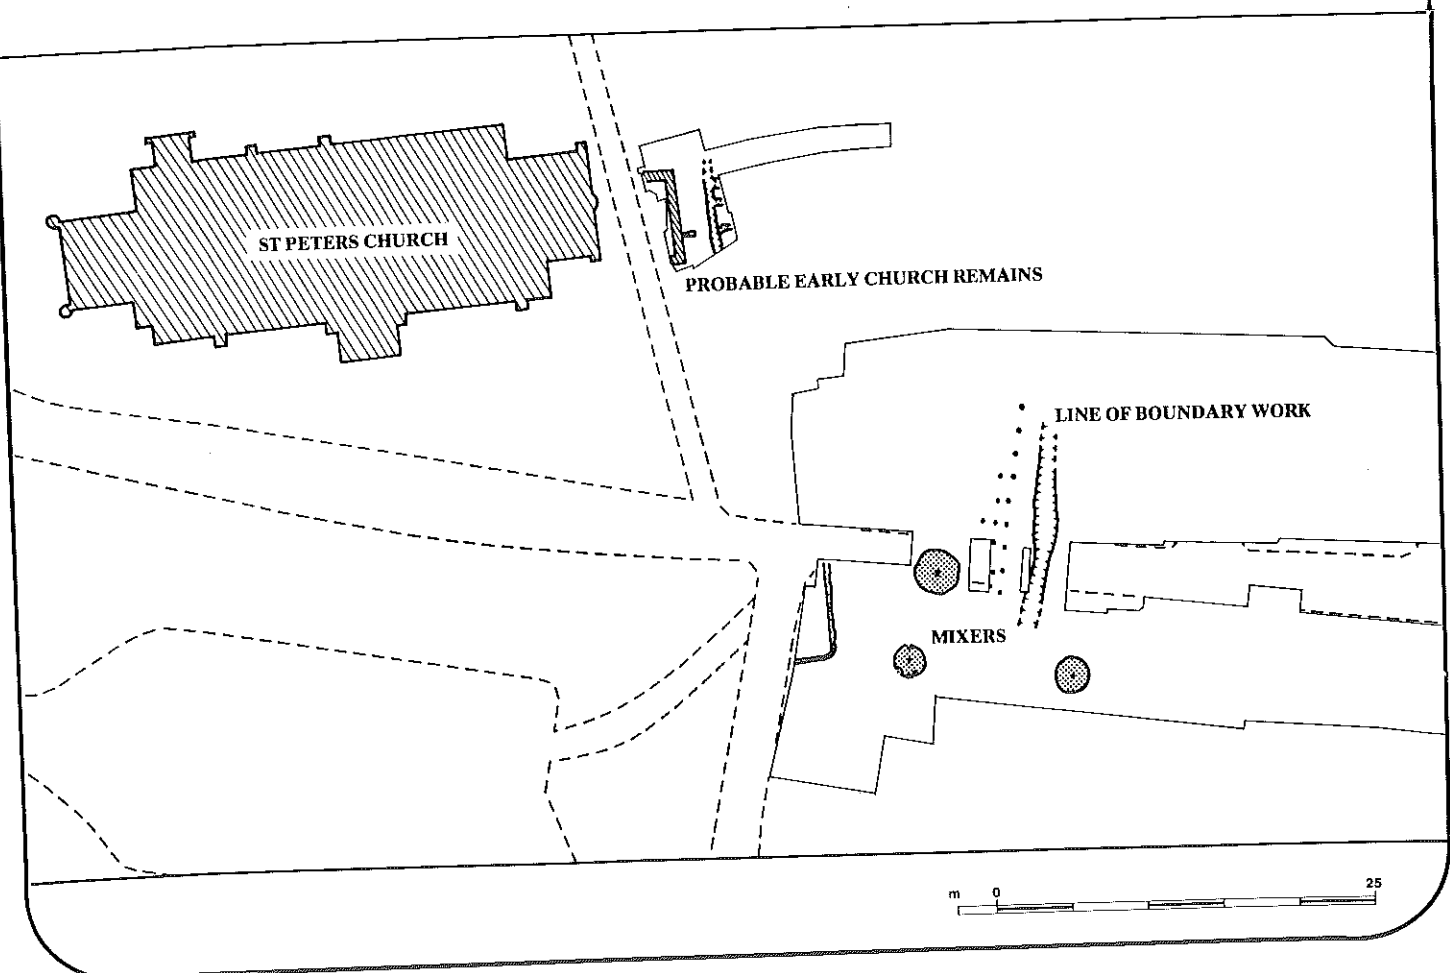 ST PETERS CHURCH
PROBABLE EARLY CHURCH REMAINS
LINE OF BOUNDARY WORK
MIXERS
m 0 25